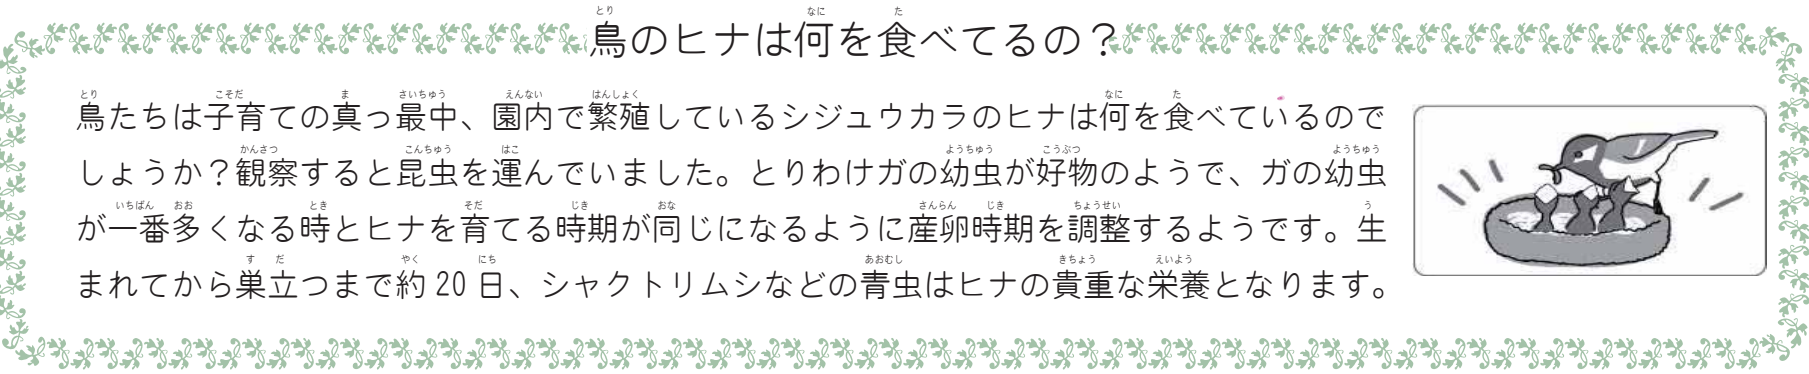 鳥のヒナは何を食べてるの？
鳥たちは子育ての真っ最中、園内で繁殖しているシジュウカラのヒナは何を食べているので
しょうか？観察すると昆虫を運んでいました。とりわけガの幼虫が好物のようで、ガの幼虫
が一番多くなる時とヒナを育てる時期が同じになるように産卵時期を調整するようです。生
まれてから巣立つまで約 20 日、シャクトリムシなどの青虫はヒナの貴重な栄養となります。